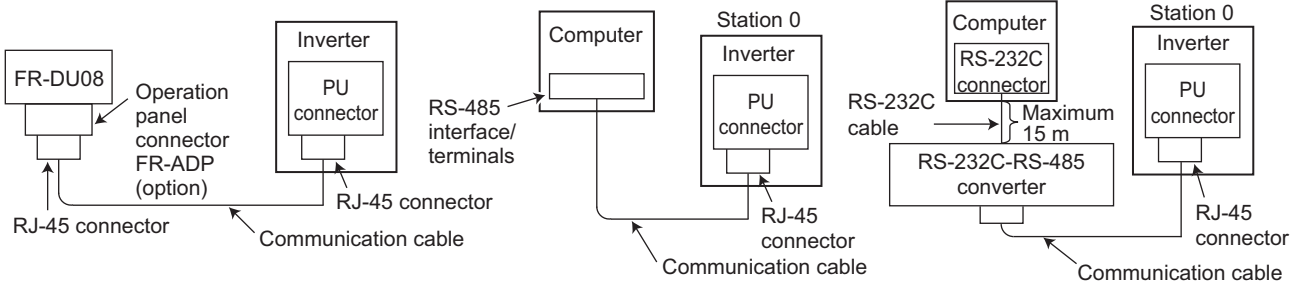 FR-DU08
Operation
panel
connector
FR-ADP
(option)
RJ-45 connector
Inverter
PU
connector
RJ-45 connector
Communication cable
Computer
RS-485
interface/
terminals
Station 0
Inverter
PU
connector
RJ-45
connector
Communication cable
Computer
RS-232C
connector
RS-232C
cable
Maximum
15 m
RS-232C-RS-485
converter
Station 0
Inverter
PU
connector
RJ-45
connector
Communication cable